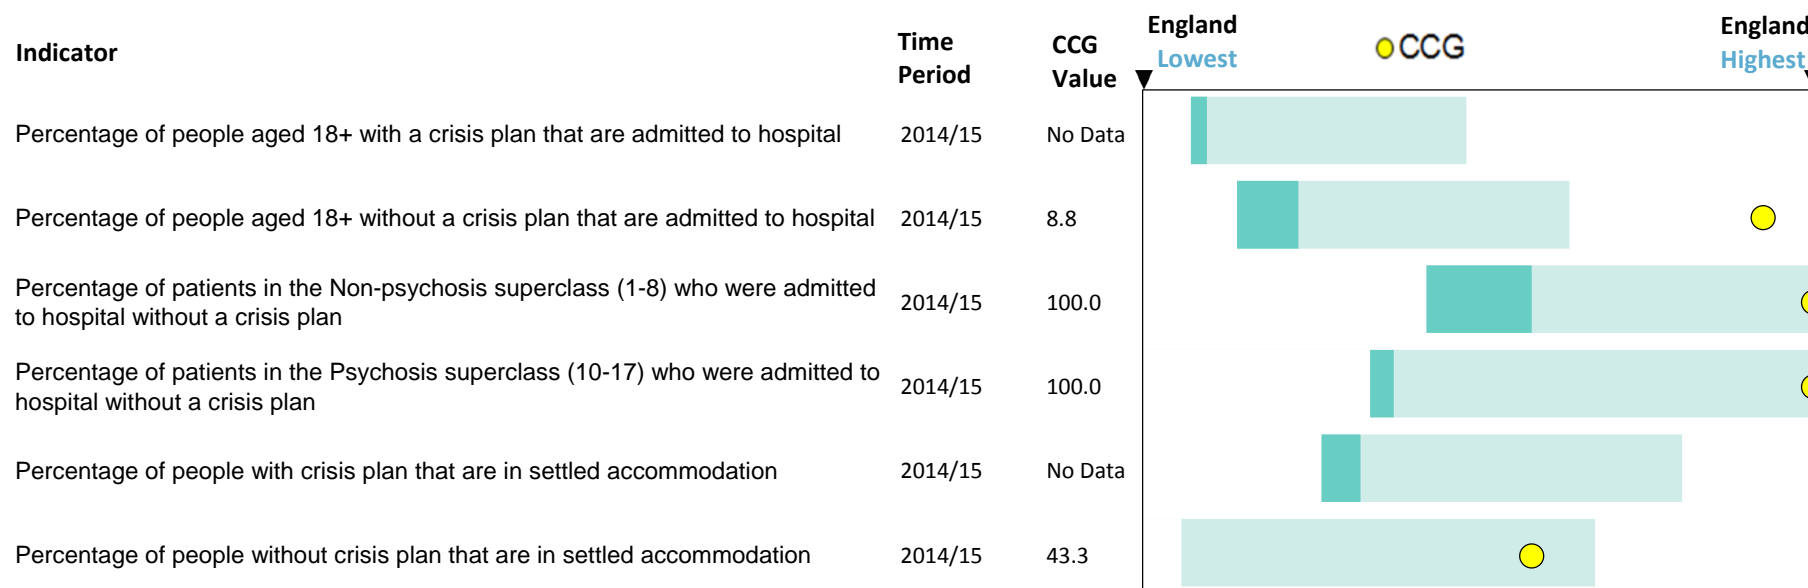 Indicator
Time
Period
CCG
Value
England
Lowest
CCG
England
Highest
Percentage of people aged 18+ with a crisis plan that are admitted to hospital 2014/15 No Data
Percentage of people aged 18+ without a crisis plan that are admitted to hospital 2014/15 8.8
Percentage of patients in the Non-psychosis superclass (1-8) who were admitted
to hospital without a crisis plan 2014/15 100.0
Percentage of patients in the Psychosis superclass (10-17) who were admitted to
hospital without a crisis plan 2014/15 100.0
Percentage of people with crisis plan that are in settled accommodation 2014/15 No Data
Percentage of people without crisis plan that are in settled accommodation 2014/15 43.3